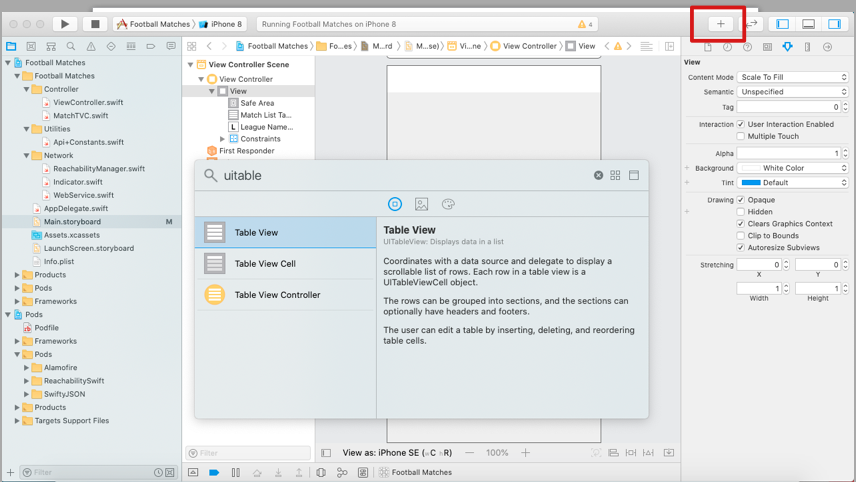 Football Matches
iPhone 8
Running Football Matches on iPhone 8
4
Football Matches
Football Matches
Controller
ViewController.swift
MatchTVC.swift
Utilities
Api+Constants.swift
Network
ReachabilityManager.swift
Indicator.swift
WebService.swift
AppDelegate.swift
Main.storyboard
M
Assets.xcassets
LaunchScreen.storyboard
Info.plist
Products
Pods
Frameworks
Pods
Podfile
Frameworks
Pods
Alamofire
ReachabilitySwift
SwiftyJSON
Products
Targets Support Files
Filter
Football Matches
Fo...es
M...rd
M...se)
Vi...ne
View Controller
View
View Controller Scene
View Controller
View
Safe Area
Match List Ta...
L League Name...
Constraints
First Responder
Filter
uitable
Table View
Table View Cell
Table View Controller
Table View
UITableView: Displays data in a list
Coordinates with a data source and delegate to display a
scrollable list of rows. Each row in a table view is a
UITableViewCell object.
The rows can be grouped into sections, and the sections can
optionally have headers and footers.
The user can edit a table by inserting, deleting, and reordering
table cells.
View as: iPhone SE (wC hR)
100%
Football Matches
View
Content Mode Scale To Fill
Semantic Unspecified
Tag 0
Interaction User Interaction Enabled
Multiple Touch
Alpha 1
Background White Color
Tint Default
Drawing Opaque
Hidden
Clears Graphics Context
Clip to Bounds
Autoresize Subviews
Stretching 0 0
X Y
1 1
Width Height